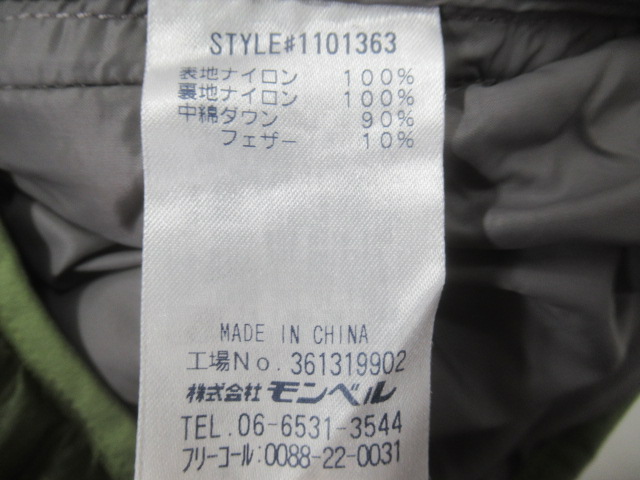 STYLE#1101363
表地ナイロン 100%
裏地ナイロン 100%
中綿ダウン 90%
フェザー 10%
MADE IN CHINA
工場No. 361319902
株式会社 モンベル
TEL. 06-6531-3544
フリーコール:0088-22-0031